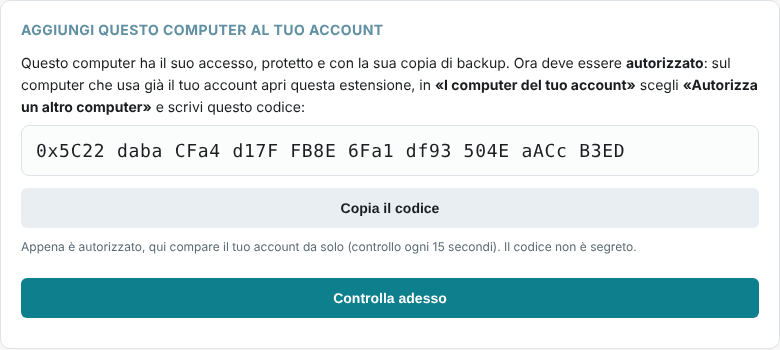 AGGIUNGI QUESTO COMPUTER AL TUO ACCOUNT
Questo computer ha il suo accesso, protetto e con la sua copia di backup. Ora deve essere autorizzato: sul
computer che usa già il tuo account apri questa estensione, in «I computer del tuo account» scegli «Autorizza
un altro computer» e scrivi questo codice:
0x5C22 daba CFa4 d17F FB8E 6Fa1 df93 504E aACc B3ED
Copia il codice
Appena è autorizzato, qui compare il tuo account da solo (controllo ogni 15 secondi). Il codice non è segreto.
Controlla adesso